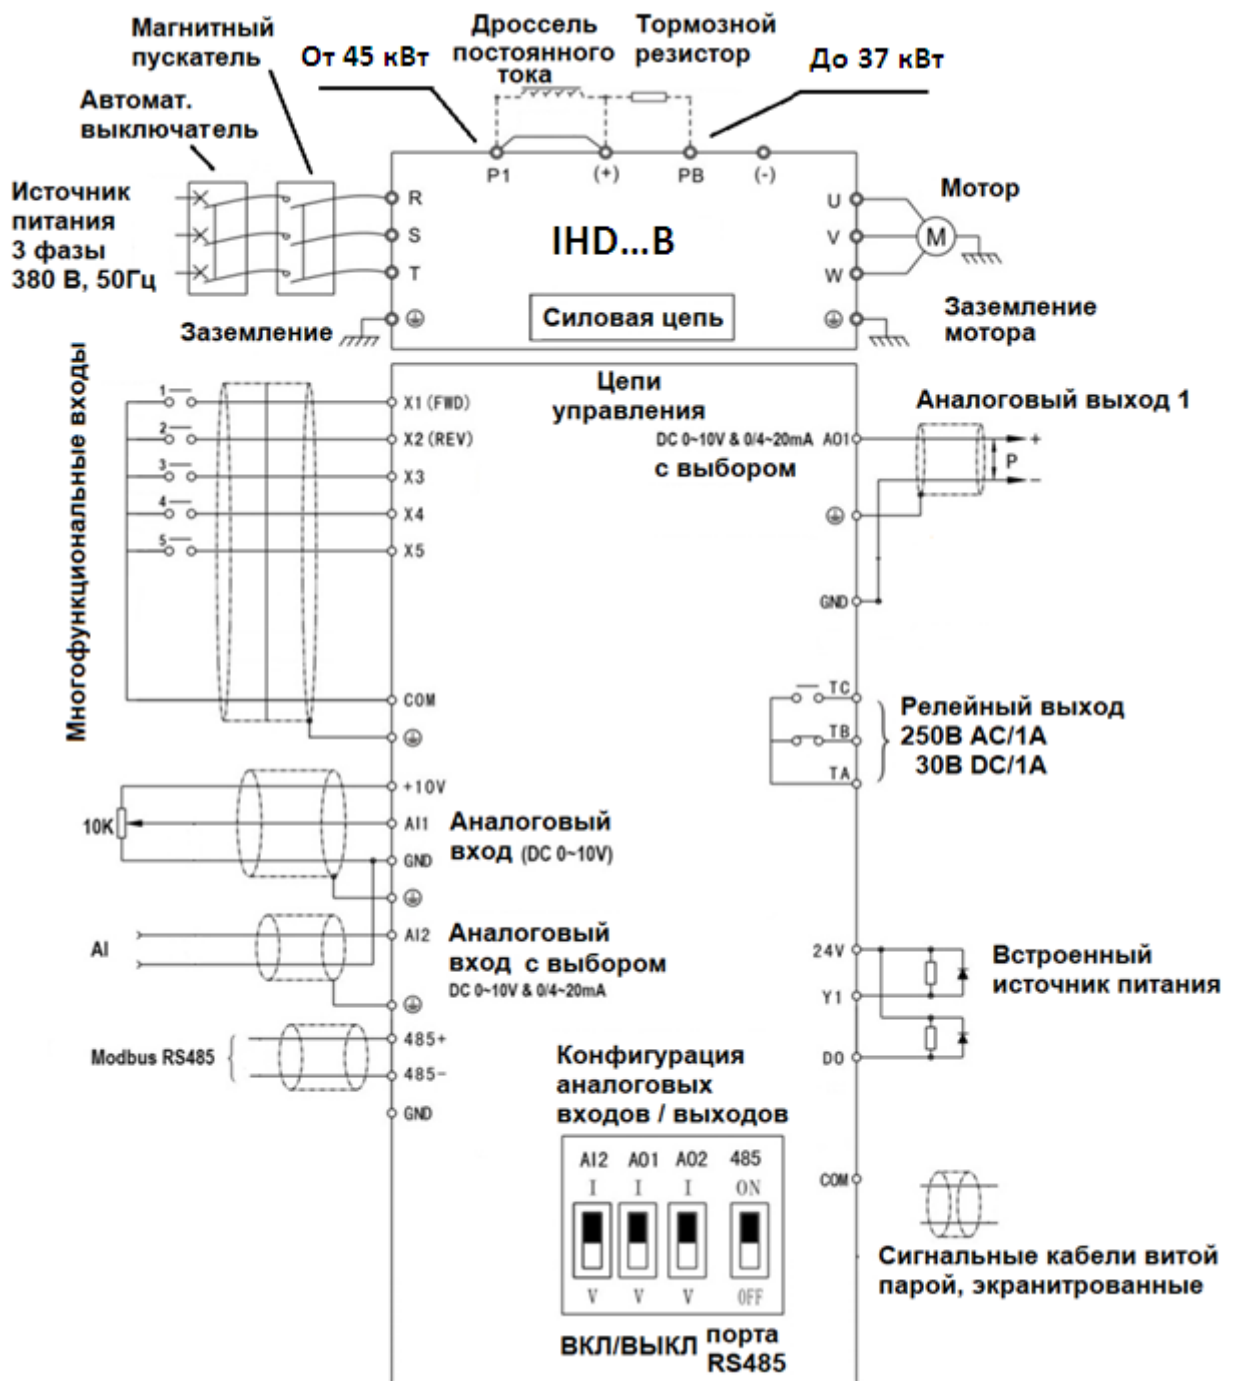 Магнитный
пускатель
От 45 кВт
Дроссель
постоянного
тока
Тормозной
резистор
До 37 кВт
Автомат.
выключатель
P1
(+)
PB
(-)
Источник
питания
3 фазы
380 В, 50Гц
R
S
T
IHD...B
U
V
W
M
Мотор
Силовая цепь
Заземление
Заземление
мотора
Многофункциональные входы
1
2
3
4
5
X1(FWD)
X2(REV)
X3
X4
X5
COM
Цепи
управления
DC 0~10V & 0/4~20mA AO1
с выбором
Аналоговый выход 1
+
P
−
GND
TC
TB
TA
Релейный выход
250В AC/1A
30В DC/1A
10K
+10V
AI1
GND
Аналоговый
вход (DC 0~10V)
AI
AI2
Аналоговый
вход с выбором
DC 0~10V & 0/4~20mA
24V
Y1
DO
Встроенный
источник питания
Modbus RS485
485+
485−
GND
Конфигурация
аналоговых
входов / выходов
AI2 AO1 AO2 485
I I I ON
V V V OFF
ВКЛ/ВЫКЛ порта
RS485
COM
Сигнальные кабели витой
парой, экранитрованные